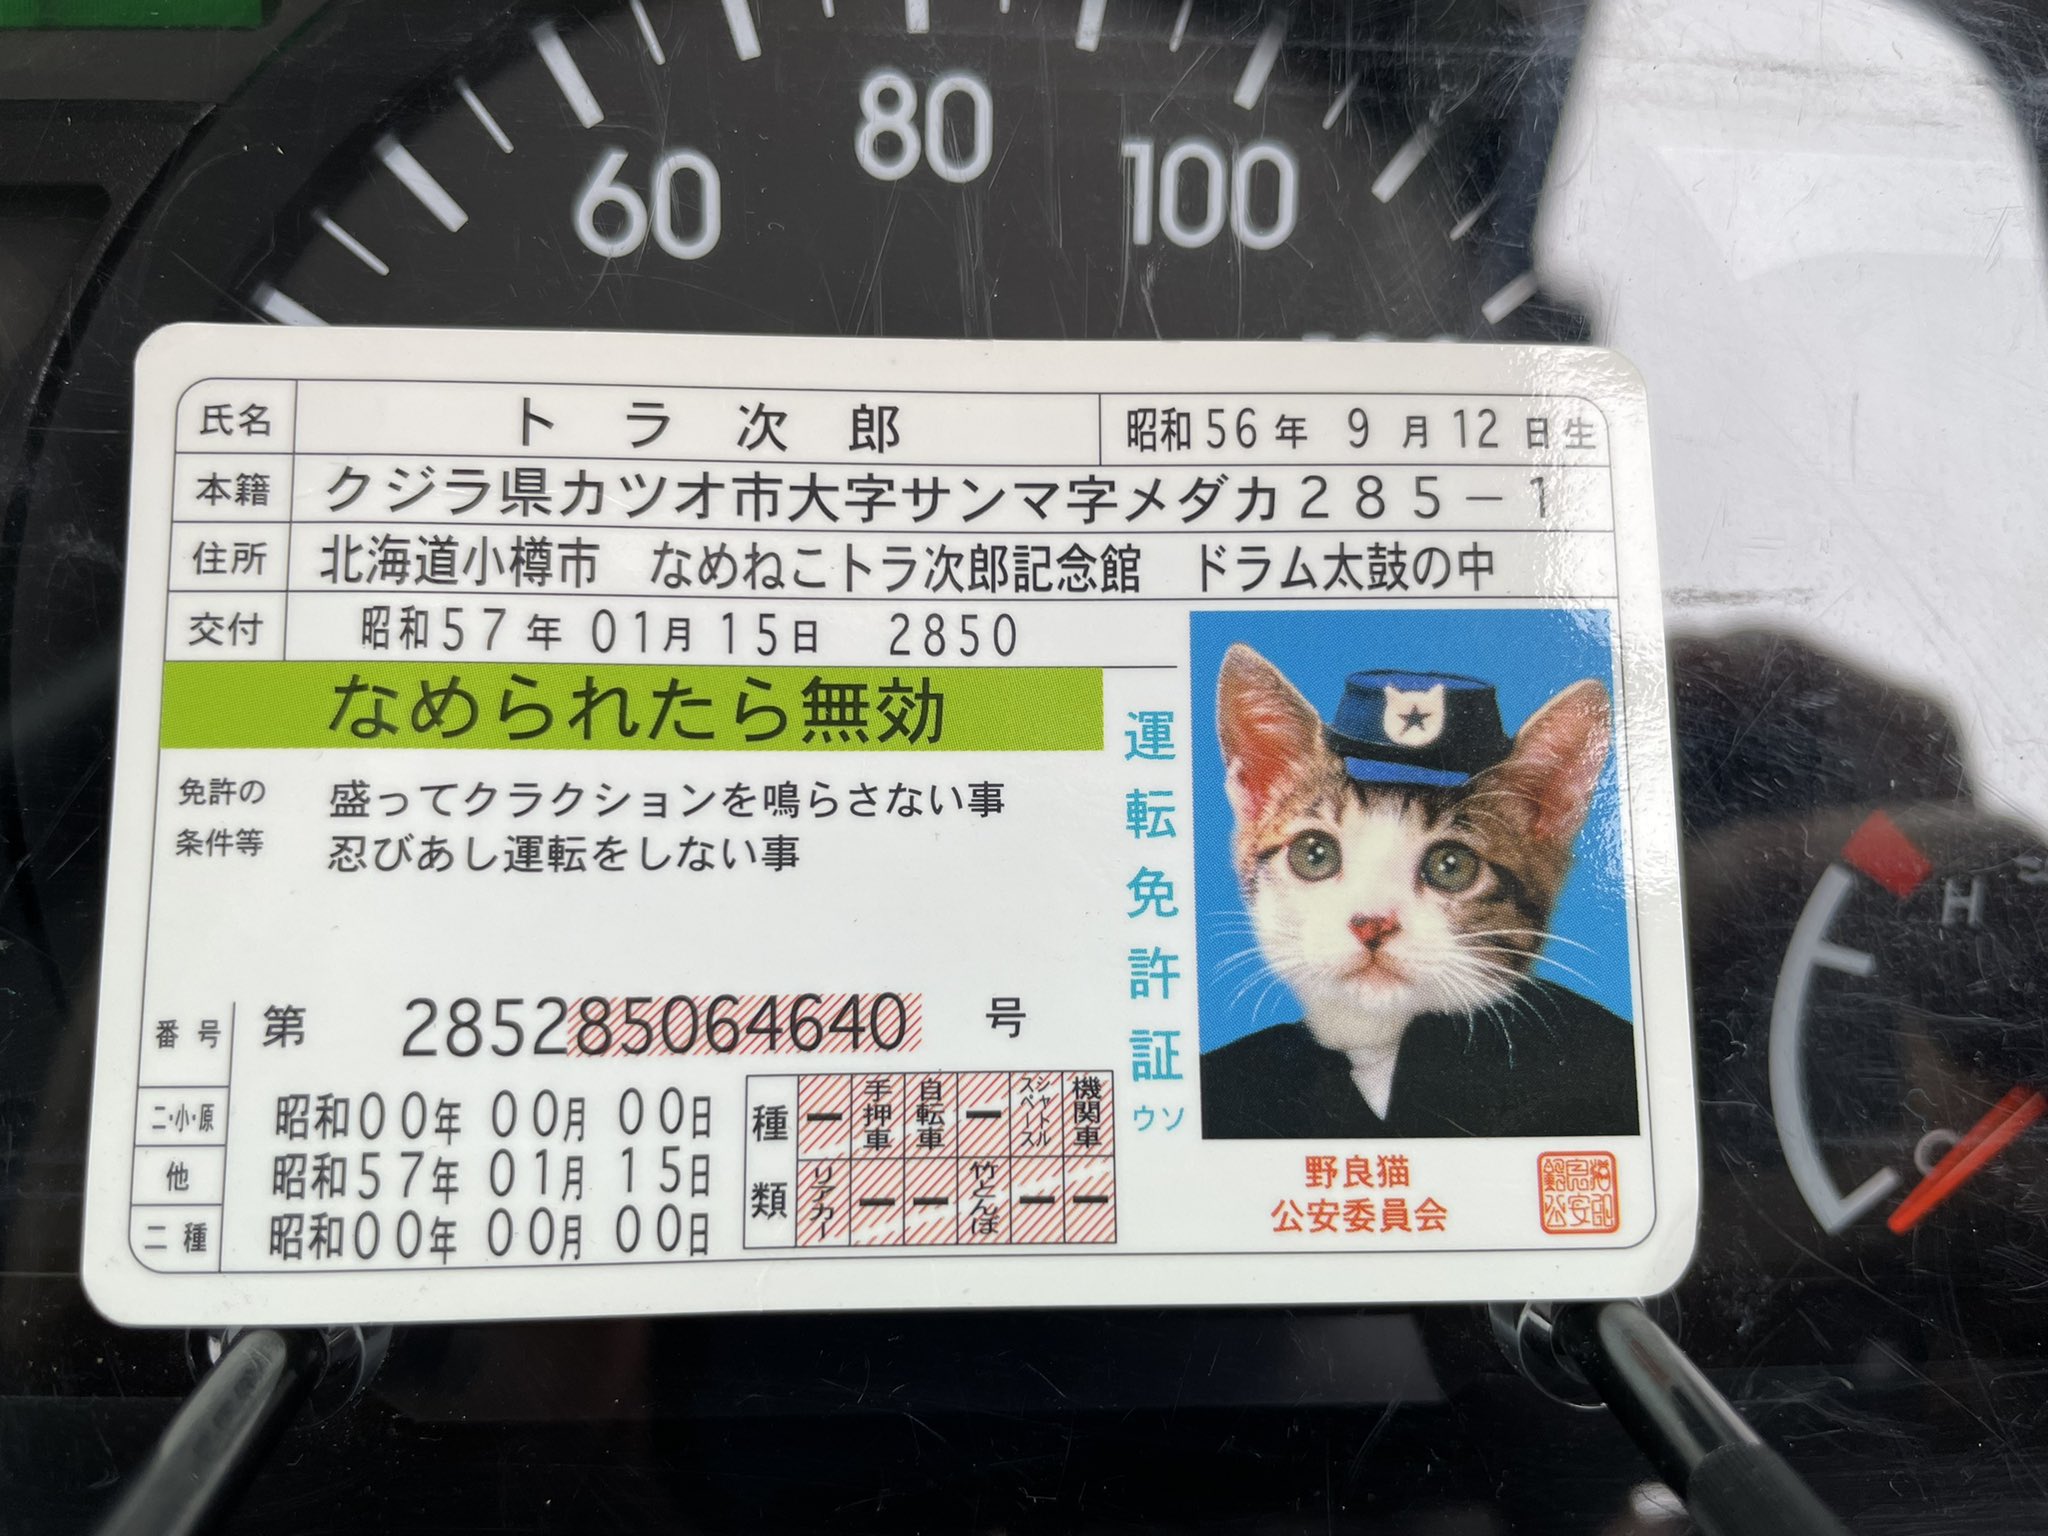 60 80 100
氏名 トラ次郎 昭和56年 9月12日生
本籍 クジラ県カツオ市大字サンマ字メダカ285－1
住所 北海道小樽市 なめねこトラ次郎記念館 ドラム太鼓の中
交付 昭和57年01月15日 2850
なめられたら無効
免許の
条件等
盛ってクラクションを鳴らさない事
忍びあし運転をしない事
番号 第 285285064640 号
二・小・原 昭和00年00月00日
他 昭和57年01月15日
二種 昭和00年00月00日
種類
ー 手押車 自転車 ー スペースシャトル 機関車
リアカー ー ー 竹とんぼ ー ー
運転免許証
ウソ
野良猫
公安委員会
H
C